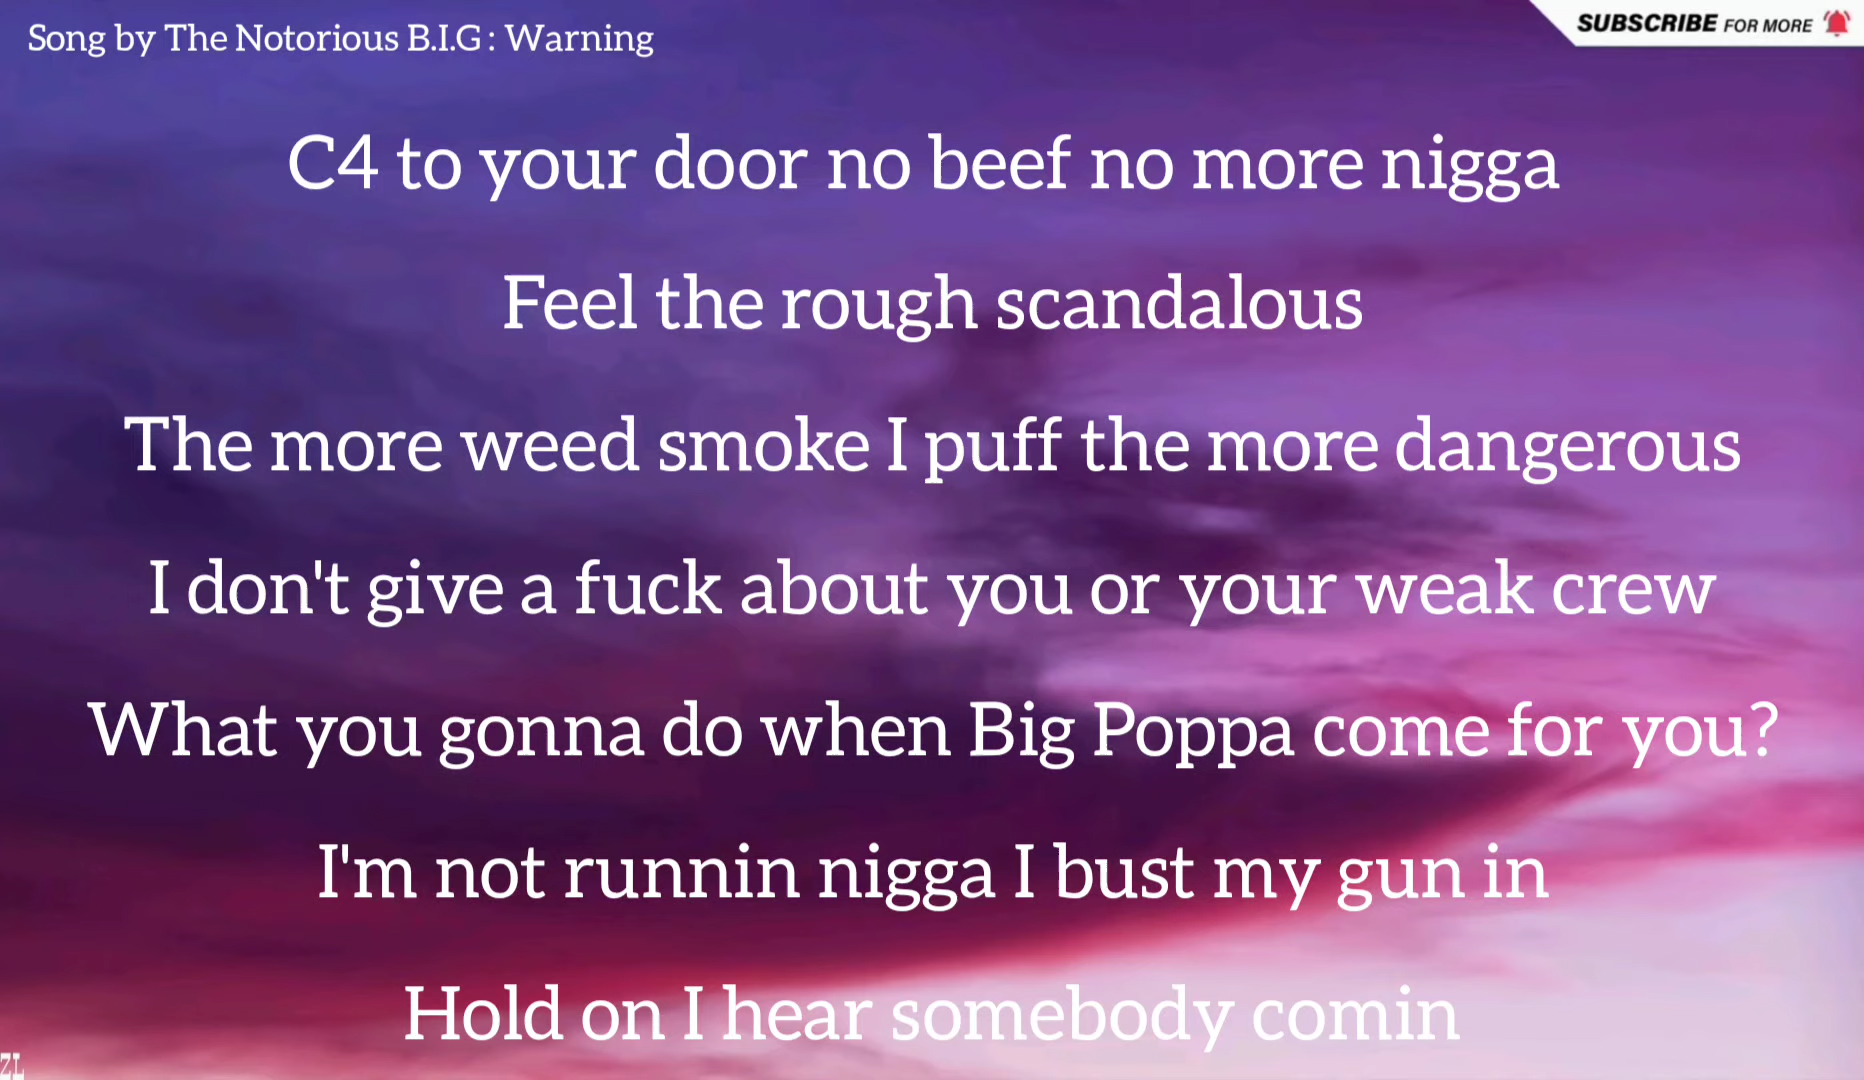 Song by The Notorious B.I.G : Warning
SUBSCRIBE FOR MORE
C4 to your door no beef no more nigga
Feel the rough scandalous
The more weed smoke I puff the more dangerous
I don't give a fuck about you or your weak crew
What you gonna do when Big Poppa come for you?
I'm not runnin nigga I bust my gun in
Hold on I hear somebody comin
ZL